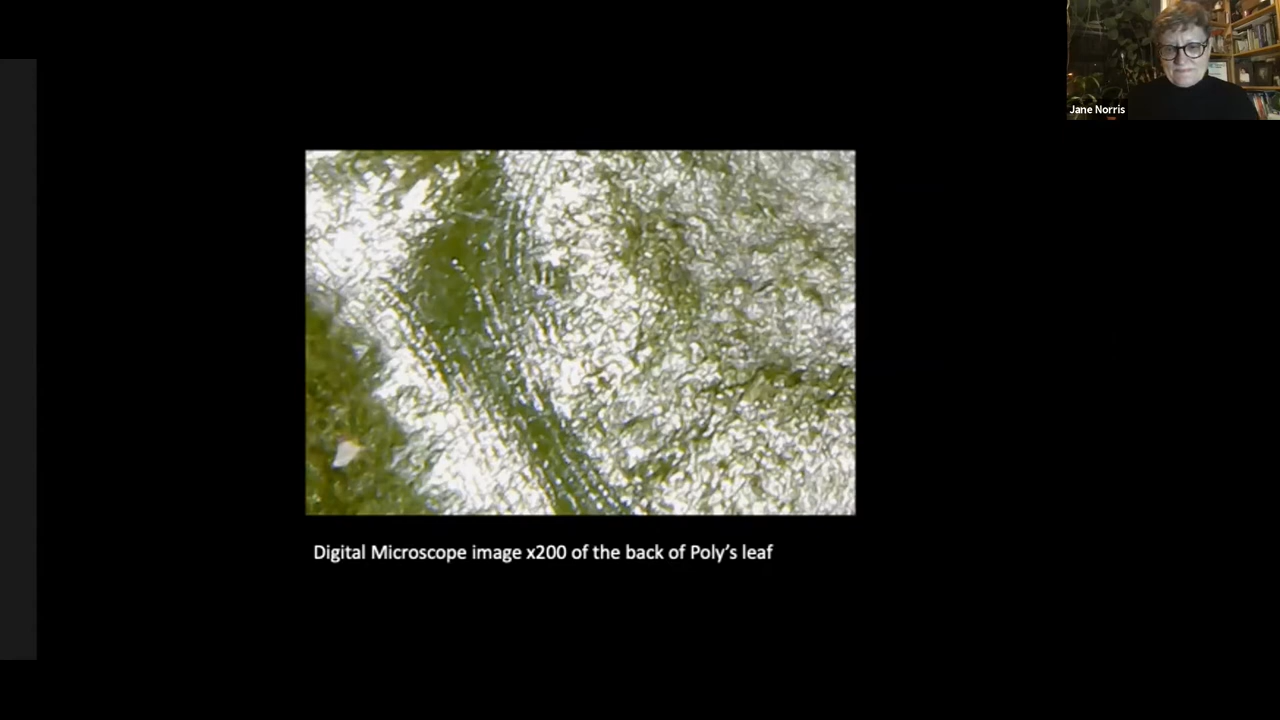 Jane Norris
Digital Microscope image x200 of the back of Poly’s leaf